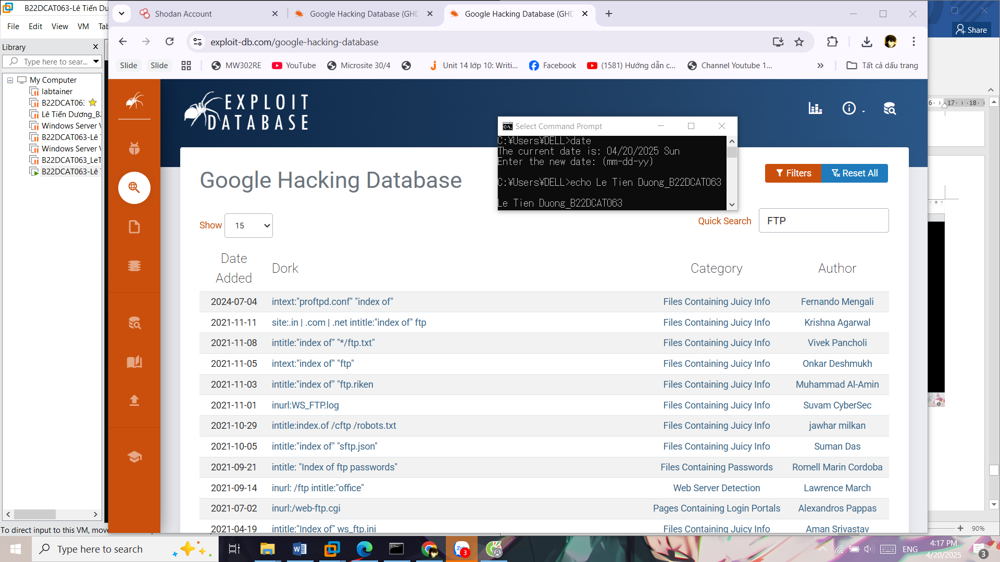 B22DCAT063-Lê Tiến Dư
File Edit View VM Tab
Library
Type here to sear...
My Computer
labtainer
B22DCAT06:
Lê Tiến Dương_B
Windows Server V
B22DCAT063-Lê
Windows Server V
B22DCAT063_LeT
B22DCAT063-Lê
To direct input to this VM, move
Shodan Account
Google Hacking Database (GHD
Google Hacking Database (GHD
exploit-db.com/google-hacking-database
Slide Slide MW302RE YouTube Microsite 30/4 Unit 14 lớp 10: Writi... Facebook (1581) Hướng dẫn c... Channel Youtube 1... » Tất cả dấu trang
EXPLOIT
DATABASE
Select Command Prompt
C:¥Users¥DELL>date
The current date is: 04/20/2025 Sun
Enter the new date: (mm-dd-yy)
C:¥Users¥DELL>echo Le Tien Duong_B22DCAT063
Le Tien Duong_B22DCAT063
Google Hacking Database
Filters Reset All
Show 15
Quick Search FTP
Date Added Dork Category Author
2024-07-04 intext:"proftpd.conf" "index of" Files Containing Juicy Info Fernando Mengali
2021-11-11 site:.in | .com | .net intitle:"index of" ftp Files Containing Juicy Info Krishna Agarwal
2021-11-08 intitle:"index of" "*/ftp.txt" Files Containing Juicy Info Vivek Pancholi
2021-11-05 intext:"index of" "ftp" Files Containing Juicy Info Onkar Deshmukh
2021-11-03 intitle:"index of" "ftp.riken Files Containing Juicy Info Muhammad Al-Amin
2021-11-01 inurl:WS_FTP.log Files Containing Juicy Info Suvam CyberSec
2021-10-29 intitle:index.of /cftp /robots.txt Files Containing Juicy Info jawhar milkan
2021-10-05 intitle:"index of" "sftp.json" Files Containing Juicy Info Suman Das
2021-09-21 intitle: "Index of ftp passwords" Files Containing Passwords Romell Marin Cordoba
2021-09-14 inurl: /ftp intitle:"office" Web Server Detection Lawrence March
2021-07-02 inurl:/web-ftp.cgi Pages Containing Login Portals Alexandros Pappas
2021-04-19 intitle:"Index of" ws_ftp.ini Files Containing Juicy Info Aman Srivastav
Share
17 · 18
90%
Type here to search
3
ENG
4:17 PM
4/20/2025
3